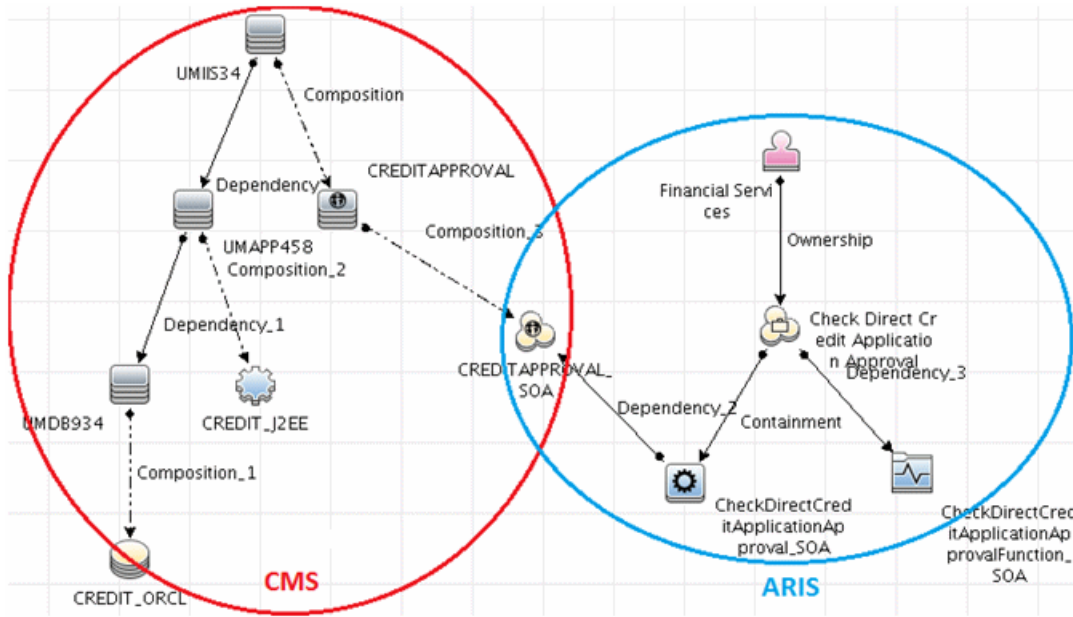 UMIIS34
Composition
CREDITAPPROVAL
Dependency
Financial Servi
ces
Composition_3
UMAPP458
Ownership
Composition_2
Dependency_1
Check Direct Cr
edit Applicatio
n Approval
CREDITAPPROVAL_
SOA
Dependency_3
UMDB934
CREDIT_J2EE
Dependency_2
Containment
Composition_1
CheckDirectCred
itApplicationAp
proval_SOA
CheckDirectCred
itApplicationAp
provalFunction_
SOA
CREDIT_ORCL
CMS
ARIS